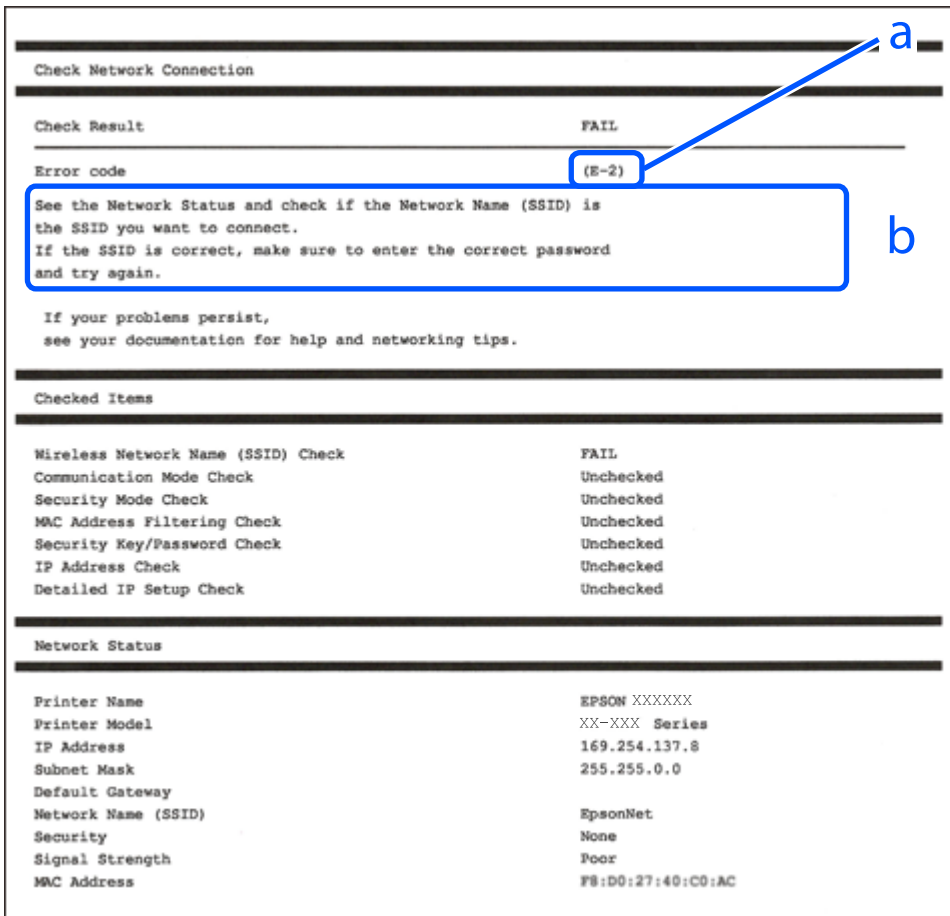 a
Check Network Connection
Check Result FAIL
Error code (E-2)
See the Network Status and check if the Network Name (SSID) is
the SSID you want to connect.
If the SSID is correct, make sure to enter the correct password
and try again.
b
If your problems persist,
see your documentation for help and networking tips.
Checked Items
Wireless Network Name (SSID) Check FAIL
Communication Mode Check Unchecked
Security Mode Check Unchecked
MAC Address Filtering Check Unchecked
Security Key/Password Check Unchecked
IP Address Check Unchecked
Detailed IP Setup Check Unchecked
Network Status
Printer Name EPSON XXXXXX
Printer Model XX-XXX Series
IP Address 169.254.137.8
Subnet Mask 255.255.0.0
Default Gateway
Network Name (SSID) EpsonNet
Security None
Signal Strength Poor
MAC Address F8:D0:27:40:C0:AC